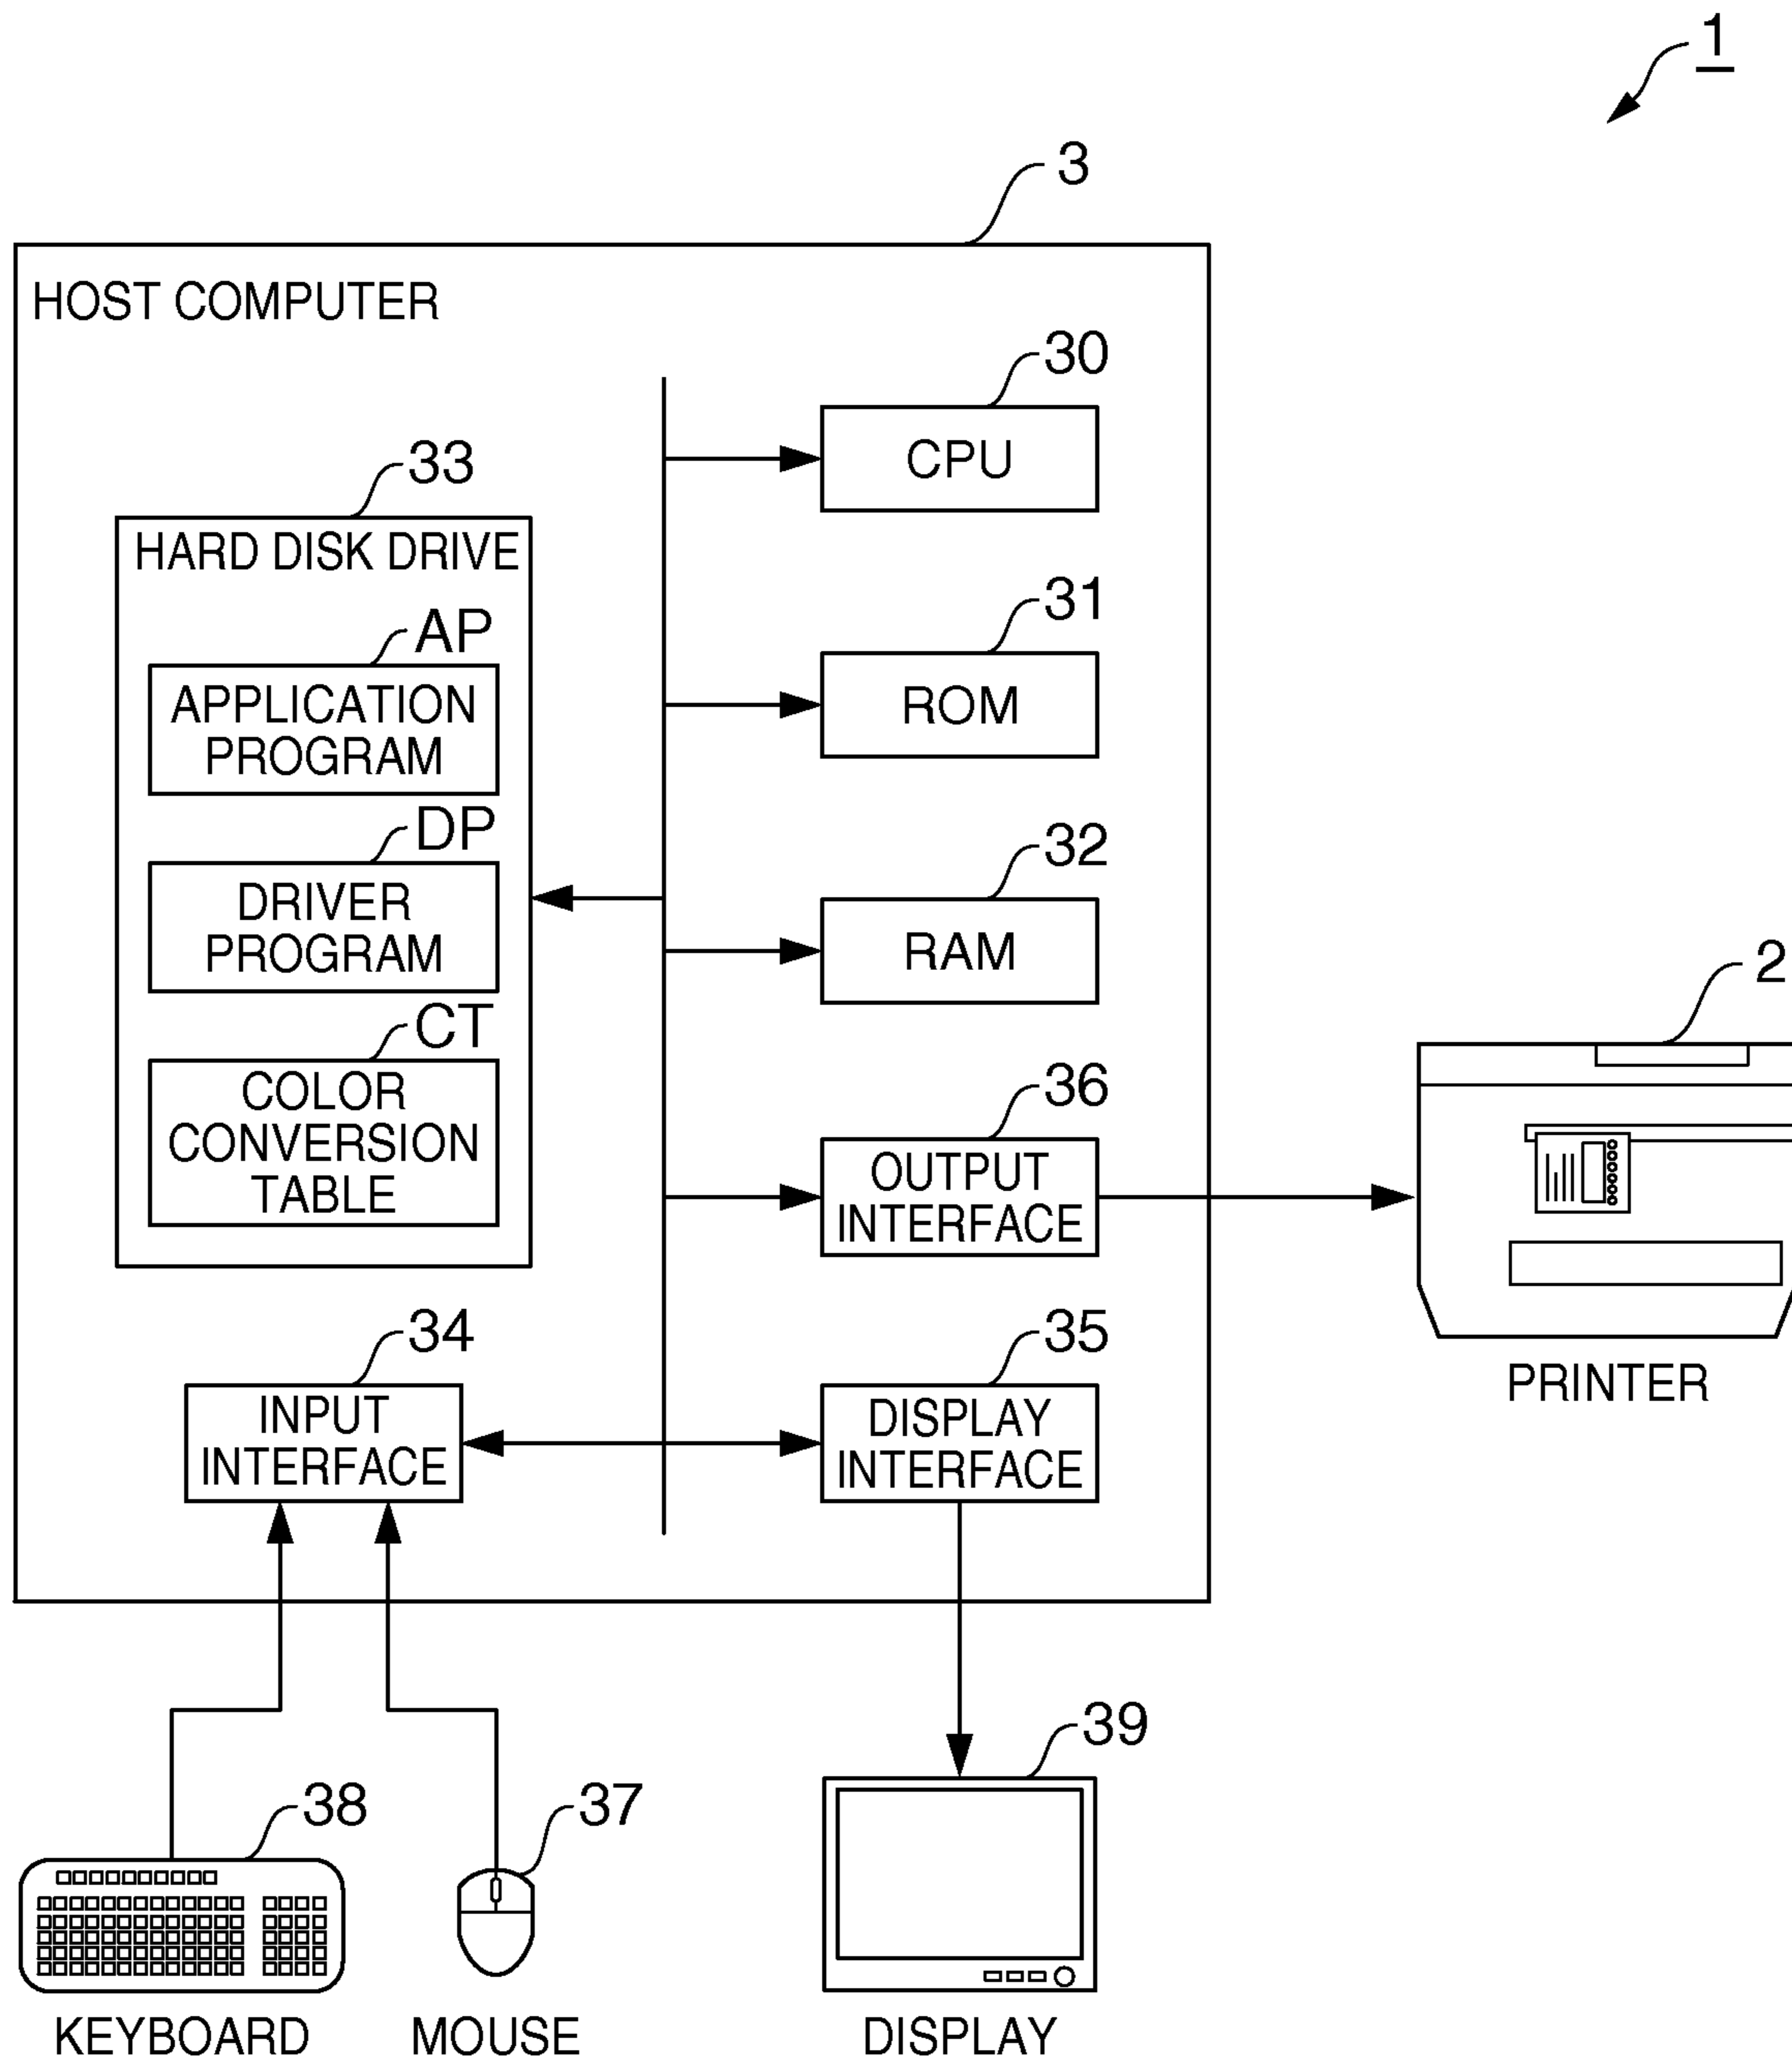 1
3
HOST COMPUTER
30
CPU
33
HARD DISK DRIVE
AP
APPLICATION
PROGRAM
31
ROM
DP
DRIVER
PROGRAM
32
RAM
CT
COLOR
CONVERSION
TABLE
36
OUTPUT
INTERFACE
2
PRINTER
34
INPUT
INTERFACE
35
DISPLAY
INTERFACE
38
KEYBOARD
37
MOUSE
39
DISPLAY